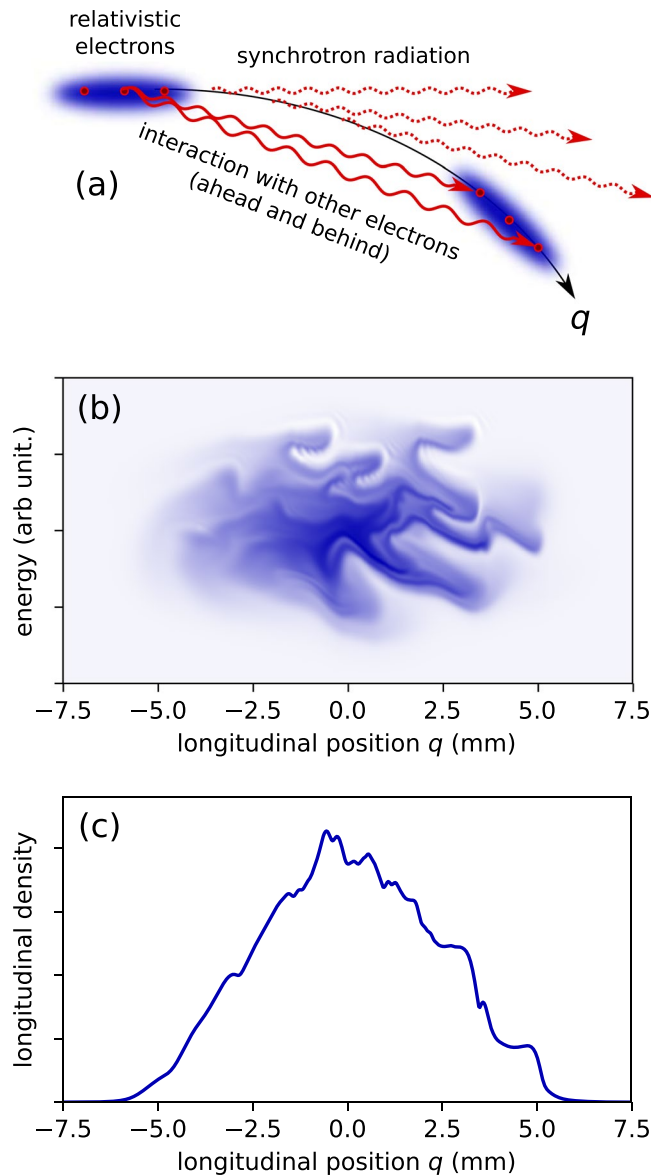 relativistic
electrons
synchrotron radiation
interaction with other electrons
(ahead and behind)
(a)
q
(b)
energy (arb unit.)
−7.5 −5.0 −2.5 0.0 2.5 5.0 7.5
longitudinal position q (mm)
(c)
longitudinal density
−7.5 −5.0 −2.5 0.0 2.5 5.0 7.5
longitudinal position q (mm)